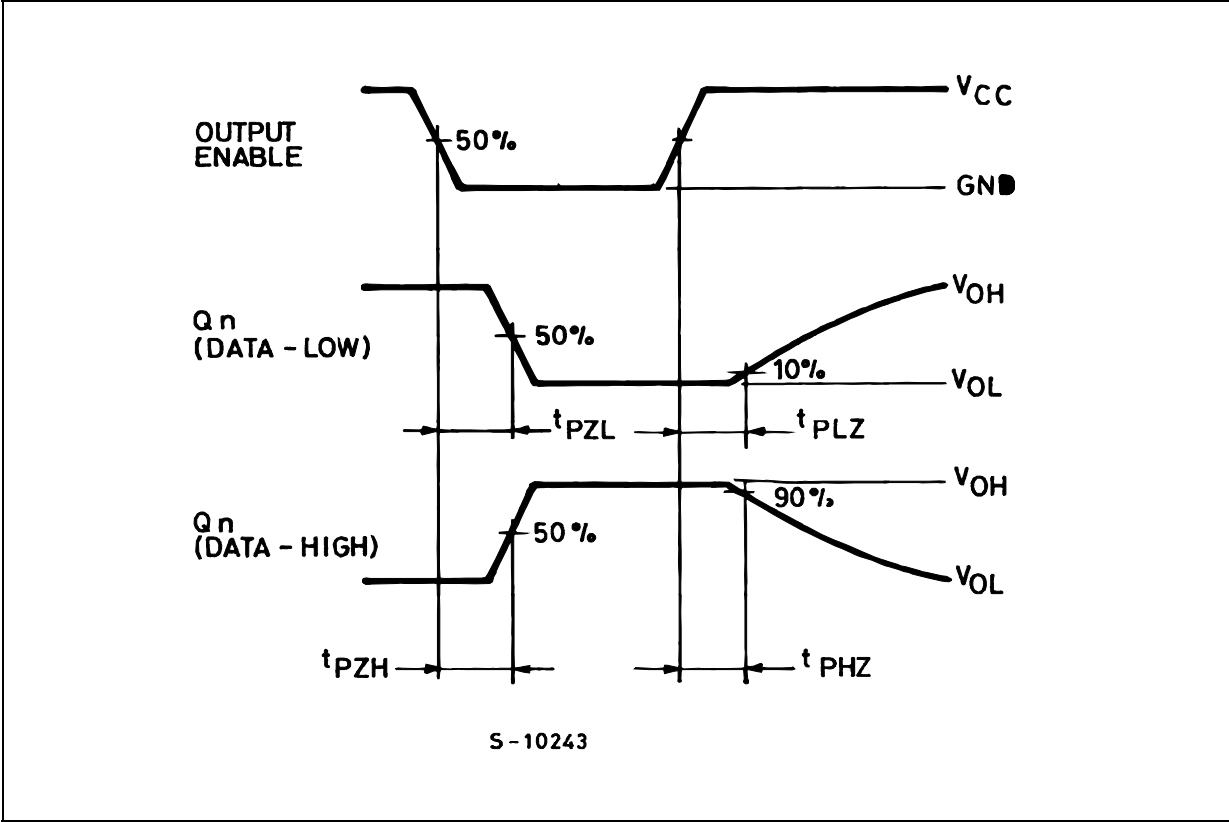 VCC
OUTPUT
ENABLE
50%
GND
VOH
Qn
(DATA - LOW)
50%
10%
VOL
tPZL
tPLZ
VOH
90%
Qn
(DATA - HIGH)
50%
VOL
tPZH
tPHZ
S-10243